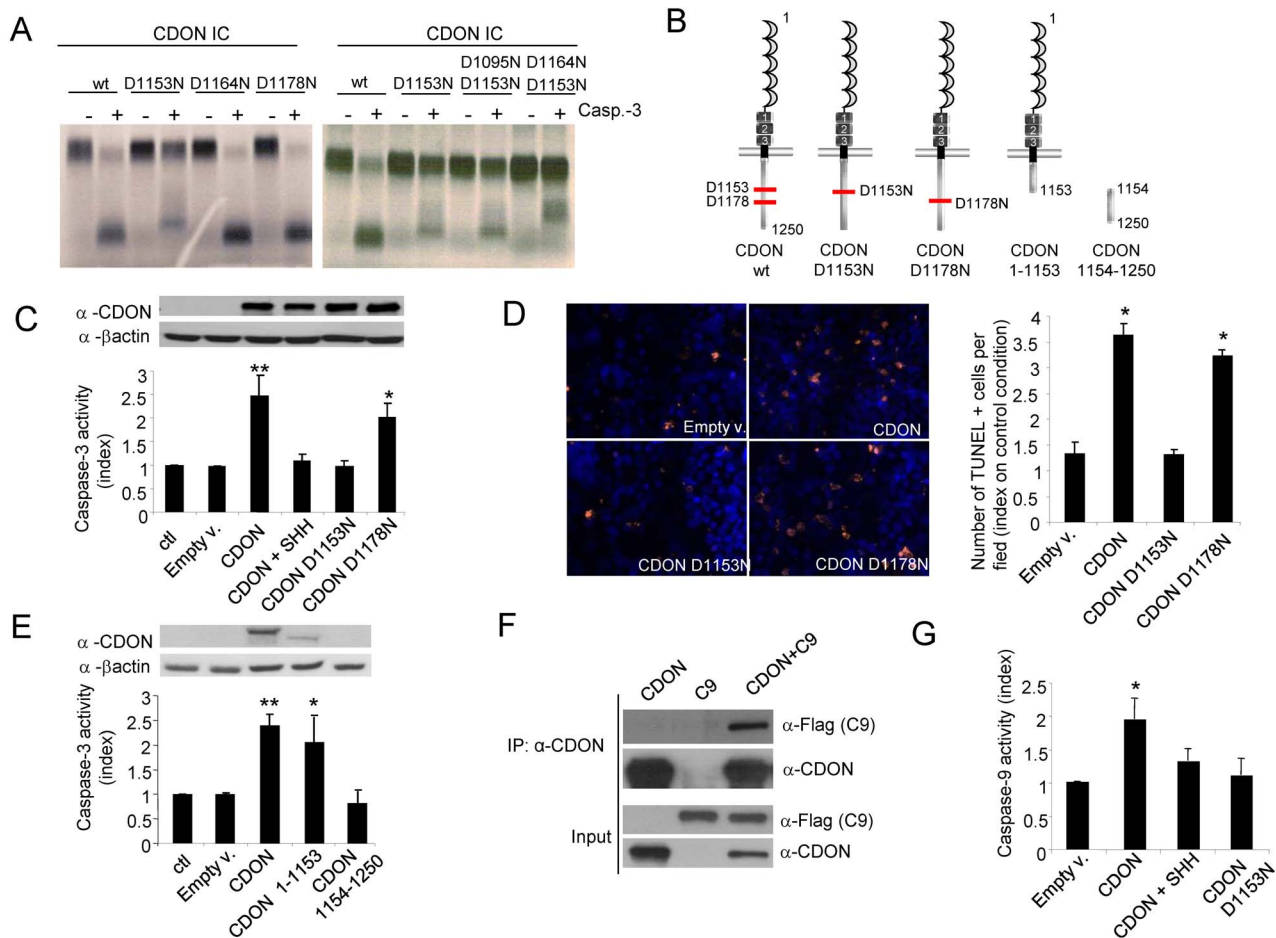 A
CDON IC
wt D1153N D1164N D1178N
- + - + - + - +
CDON IC
D1095N D1164N
wt D1153N D1153N D1153N
- + - + - + - +
Casp.-3
B
1
1
1
2
3
1
2
3
1
2
3
1
2
3
D1153
D1178
D1153N
D1178N
1153
1154
1250
1250
CDON
wt
CDON
D1153N
CDON
D1178N
CDON
1-1153
CDON
1154-1250
C
α -CDON
α -βactin
Caspase-3 activity
(index)
3
2.5
2
1.5
1
0.5
0
**
*
ctl
Empty v.
CDON
CDON + SHH
CDON D1153N
CDON D1178N
D
Empty v.
CDON
CDON D1153N
CDON D1178N
Number of TUNEL + cells per
fied (index on control condition)
4
3.5
3
2.5
2
1.5
1
0.5
0
*
*
Empty v.
CDON
CDON D1153N
CDON D1178N
E
α -CDON
α -βactin
Caspase-3 activity
(index)
3
2.5
2
1.5
1
0.5
0
**
*
ctl
Empty v.
CDON
CDON 1-1153
CDON
1154-1250
F
CDON
C9
CDON+C9
IP: α-CDON
α-Flag (C9)
α-CDON
Input
α-Flag (C9)
α-CDON
G
Caspase-9 activity (index)
2.5
2
1.5
1
0.5
0
*
Empty v.
CDON
CDON + SHH
CDON
D1153N